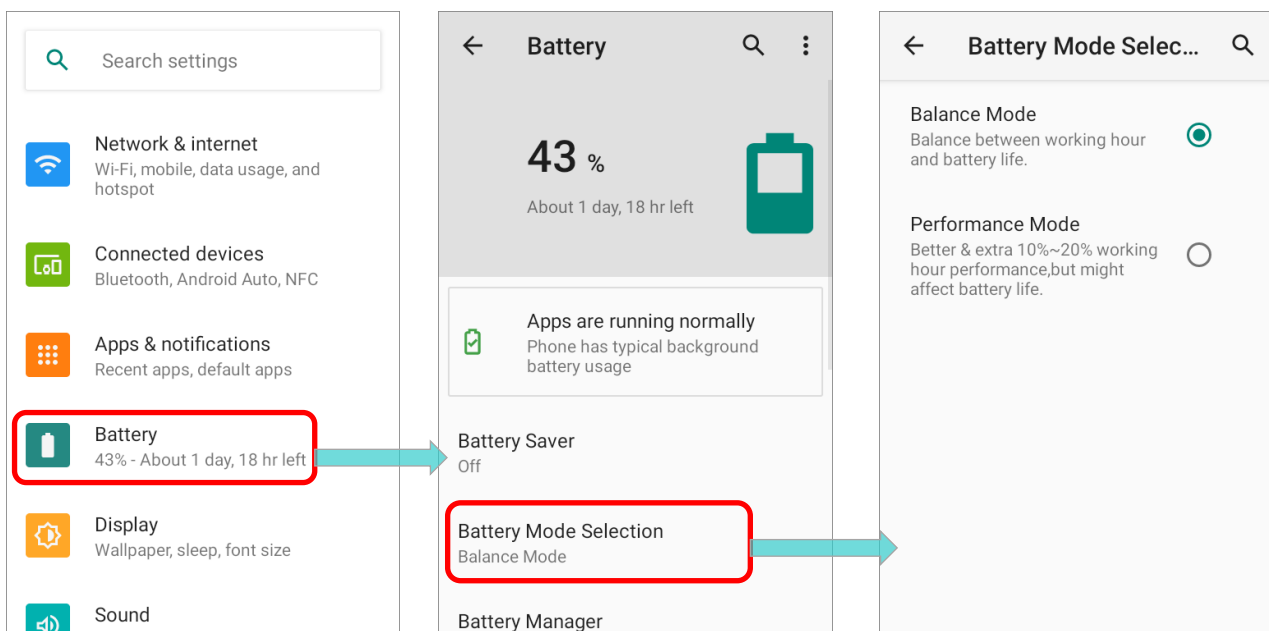 Search settings
Network & internet
Wi-Fi, mobile, data usage, and
hotspot
Connected devices
Bluetooth, Android Auto, NFC
Apps & notifications
Recent apps, default apps
Battery
43% - About 1 day, 18 hr left
Display
Wallpaper, sleep, font size
Sound
Battery
43 %
About 1 day, 18 hr left
Apps are running normally
Phone has typical background
battery usage
Battery Saver
Off
Battery Mode Selection
Balance Mode
Battery Manager
Battery Mode Selec...
Balance Mode
Balance between working hour
and battery life.
Performance Mode
Better & extra 10%~20% working
hour performance,but might
affect battery life.